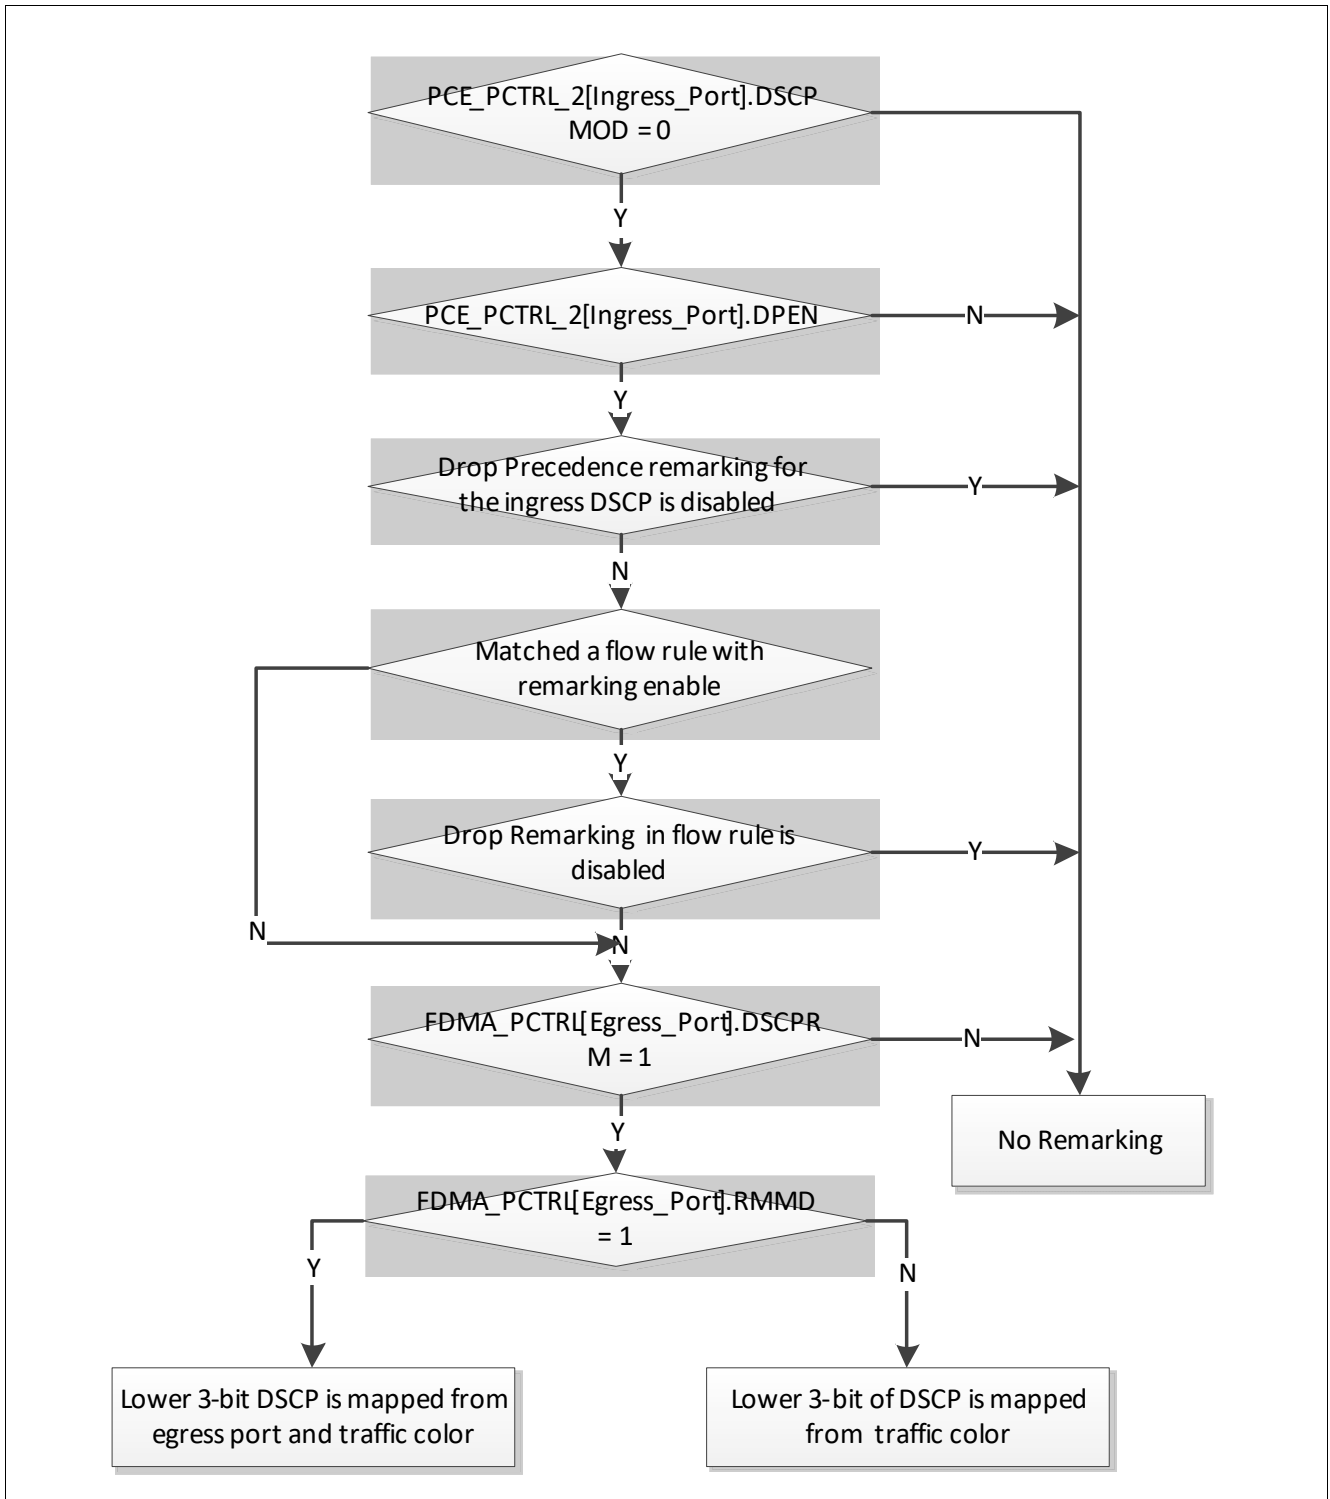 PCE_PCTRL_2[Ingress_Port].DSCP
MOD = 0
Y
PCE_PCTRL_2[Ingress_Port].DPEN
N
Y
Drop Precedence remarking for
the ingress DSCP is disabled
Y
N
Matched a flow rule with
remarking enable
Y
Drop Remarking in flow rule is
disabled
Y
N
N
FDMA_PCTRL[Egress_Port].DSCPR
M = 1
N
Y
No Remarking
FDMA_PCTRL[Egress_Port].RMMD
= 1
Y
N
Lower 3-bit DSCP is mapped from
egress port and traffic color
Lower 3-bit of DSCP is mapped
from traffic color